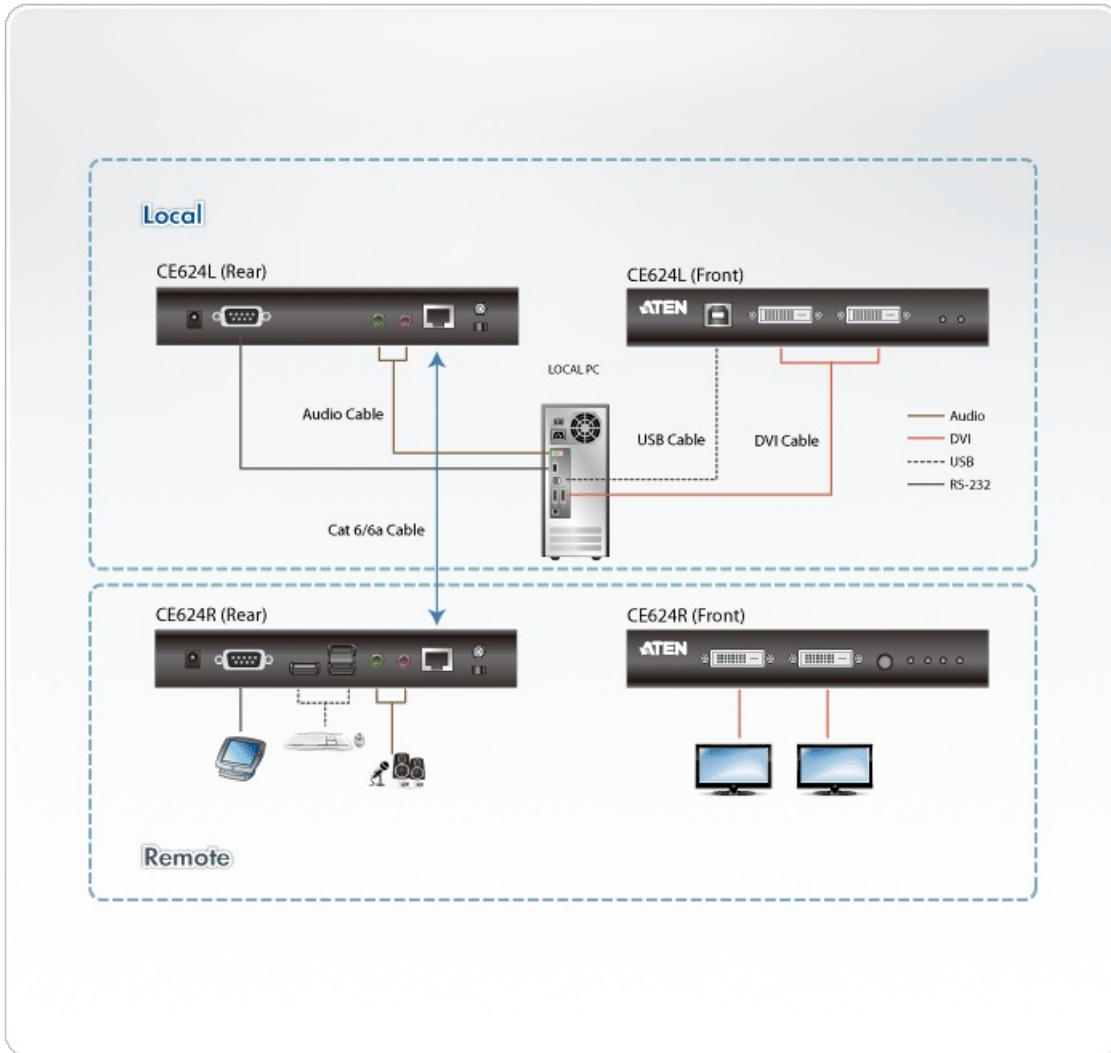 Local
CE624L (Rear)
CE624L (Front)
ATEN
LOCAL PC
Audio Cable
USB Cable
DVI Cable
Audio
DVI
USB
RS-232
Cat 6/6a Cable
CE624R (Rear)
CE624R (Front)
ATEN
Remote